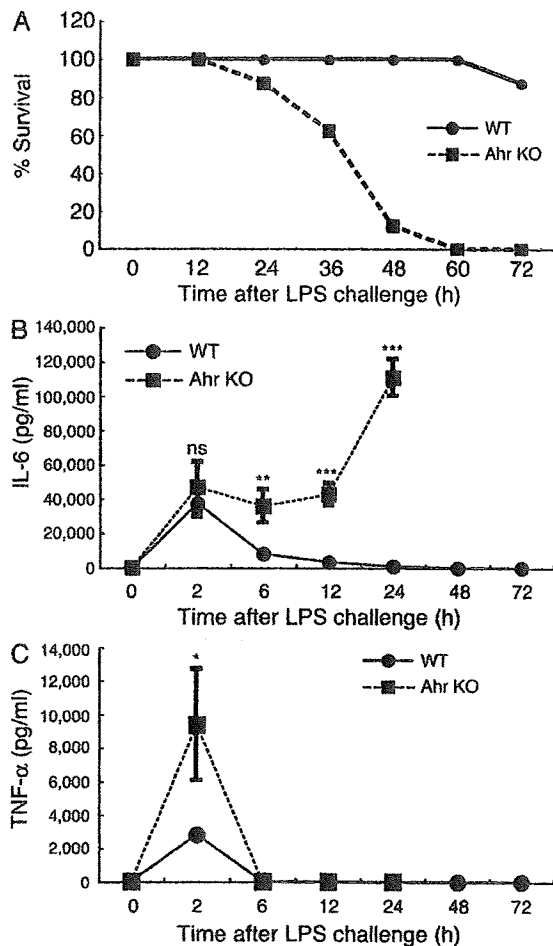 A
120
100
80
60
40
20
0
% Survival
WT
Ahr KO
0 12 24 36 48 60 72
Time after LPS challenge (h)
B
140,000
120,000
100,000
80,000
60,000
40,000
20,000
0
IL-6 (pg/ml)
WT
Ahr KO
ns
**
***
***
0 2 6 12 24 48 72
Time after LPS challenge (h)
C
14,000
12,000
10,000
8,000
6,000
4,000
2,000
0
TNF-α (pg/ml)
*
WT
Ahr KO
0 2 6 12 24 48 72
Time after LPS challenge (h)